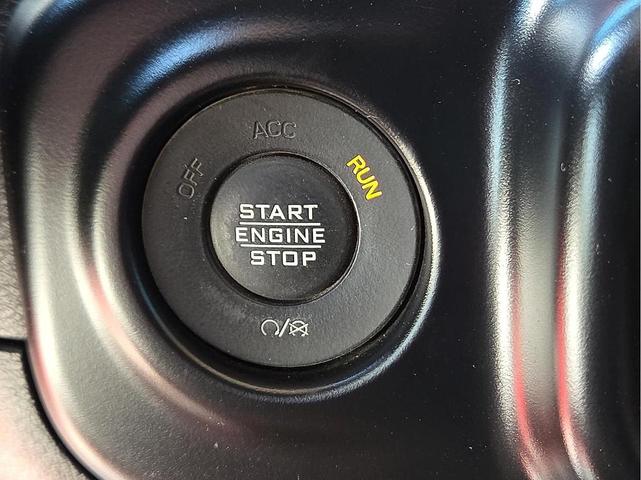 OFF
ACC
RUN
START
ENGINE
STOP